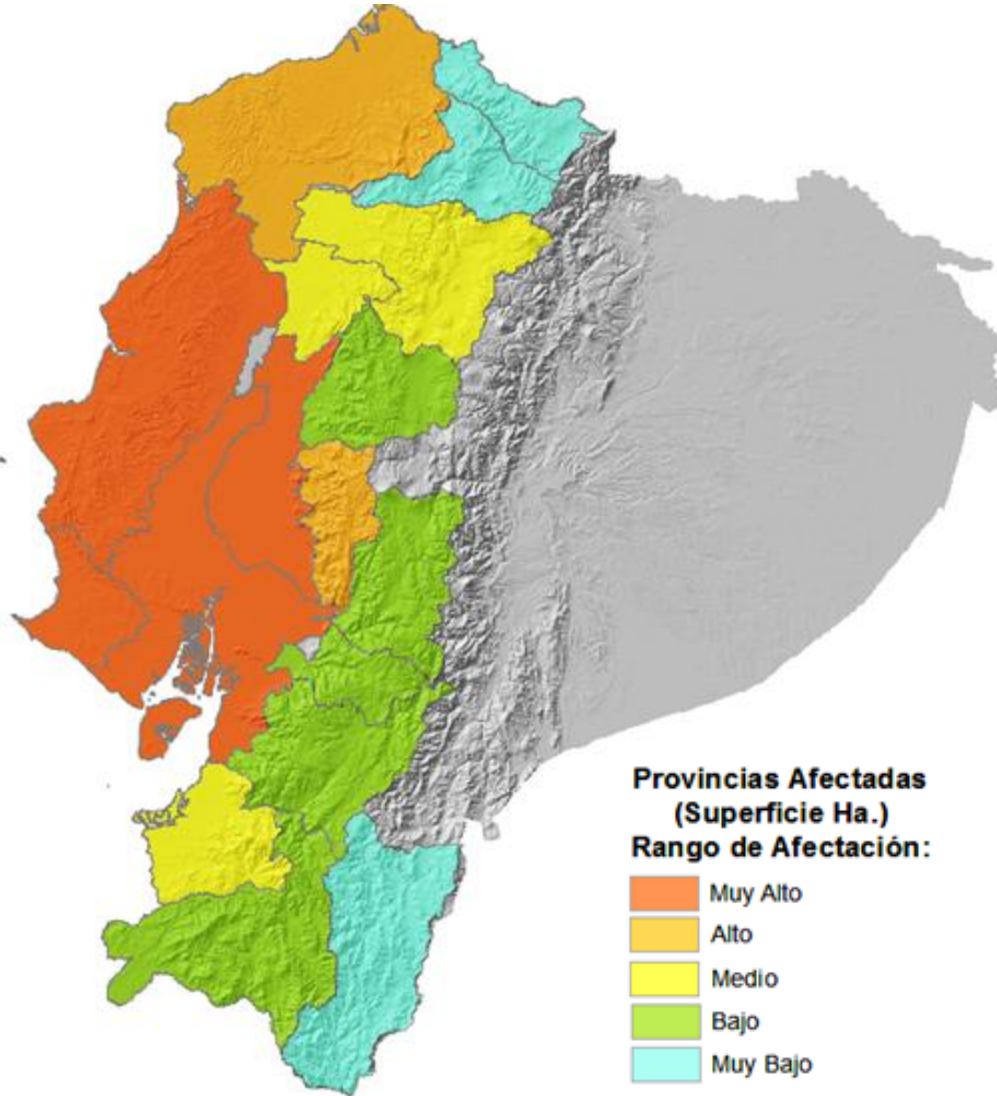 Provincias Afectadas
(Superficie Ha.)
Rango de Afectación:
Muy Alto
Alto
Medio
Bajo
Muy Bajo